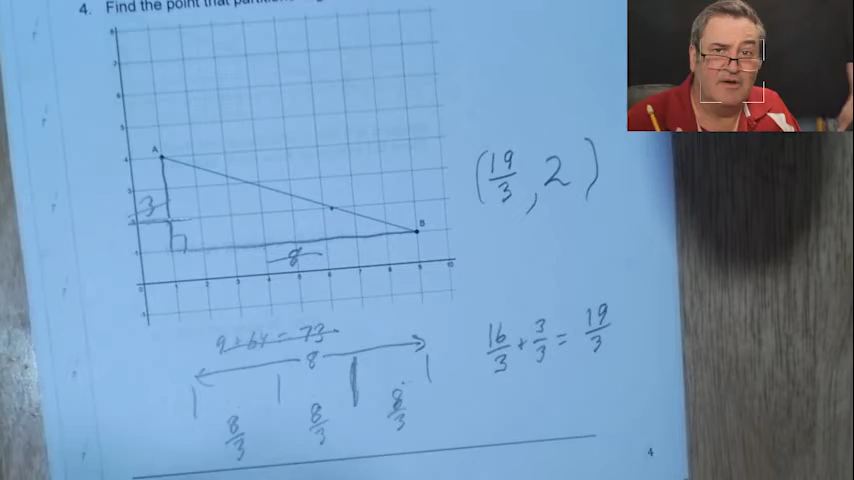 4. Find the point that
A
B
3
8
(19/3, 2)
9 + 64 = 73
8
8/3 8/3 8/3
16/3 + 3/3 = 19/3
4